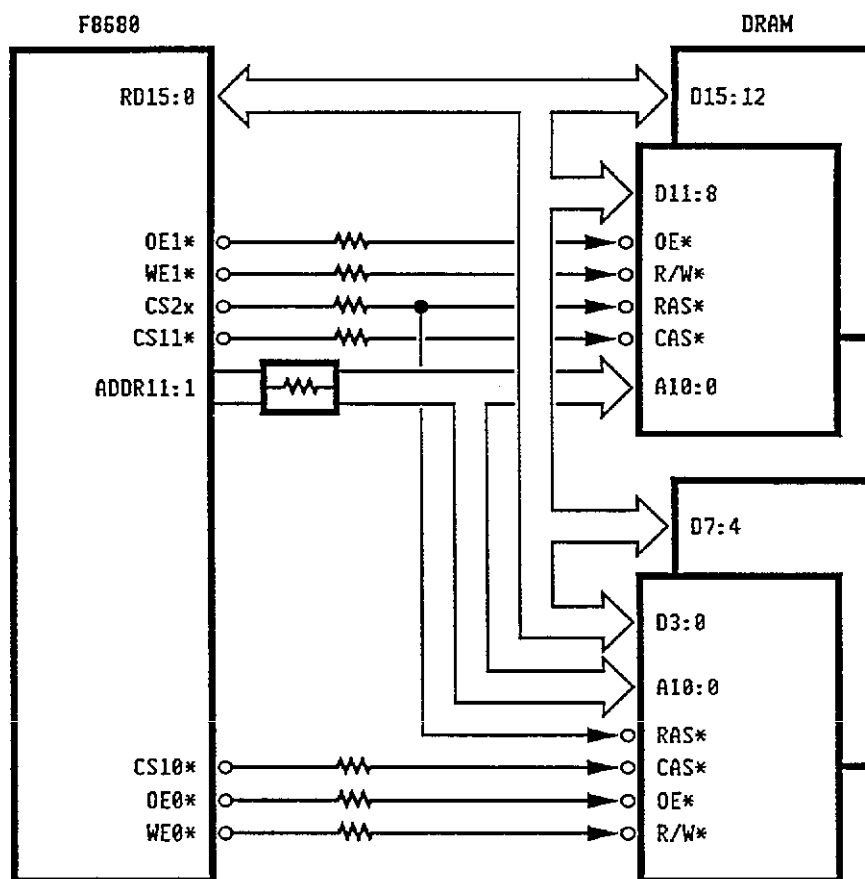 F8680
DRAM
RD15:0
D15:12
D11:8
OE1*
OE*
WE1*
R/W*
CS2x
RAS*
CS11*
CAS*
ADDR11:1
A10:0
D7:4
D3:0
A10:0
RAS*
CS10*
CAS*
OE0*
OE*
WE0*
R/W*